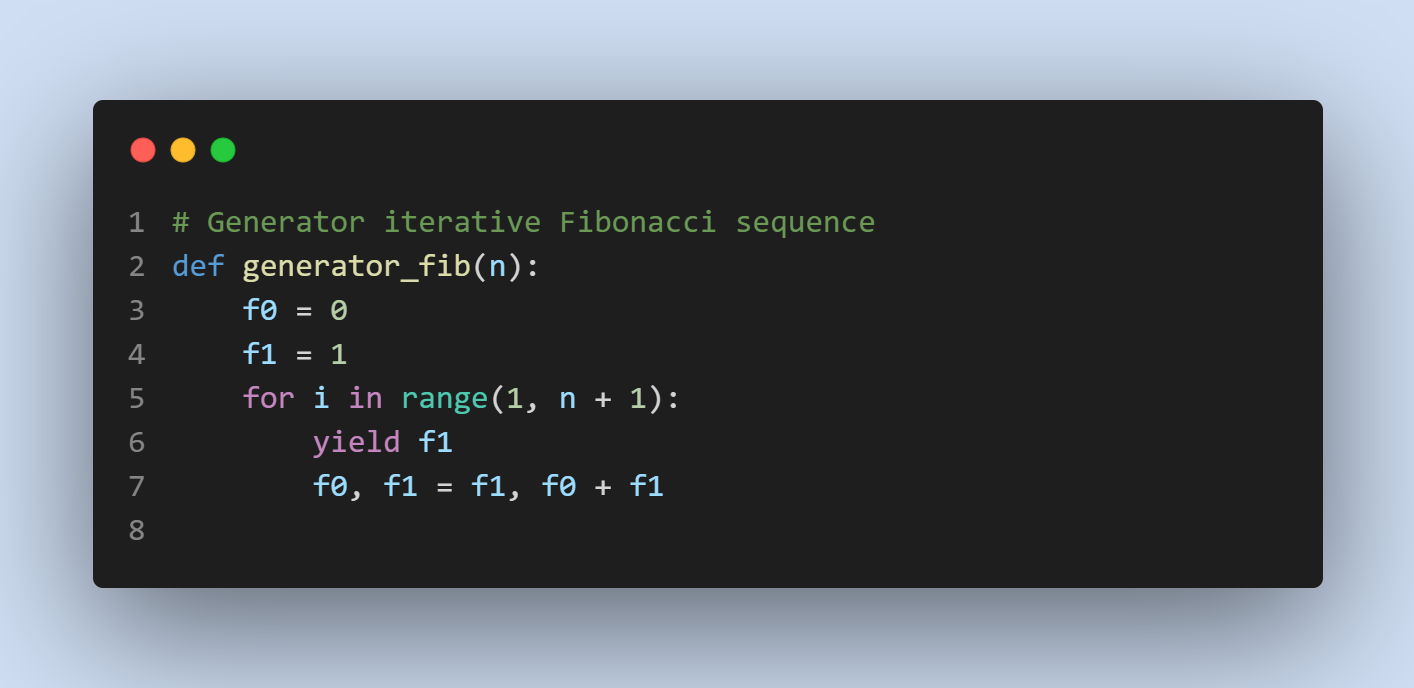 1 # Generator iterative Fibonacci sequence
2 def generator_fib(n):
3     f0 = 0
4     f1 = 1
5     for i in range(1, n + 1):
6         yield f1
7         f0, f1 = f1, f0 + f1
8